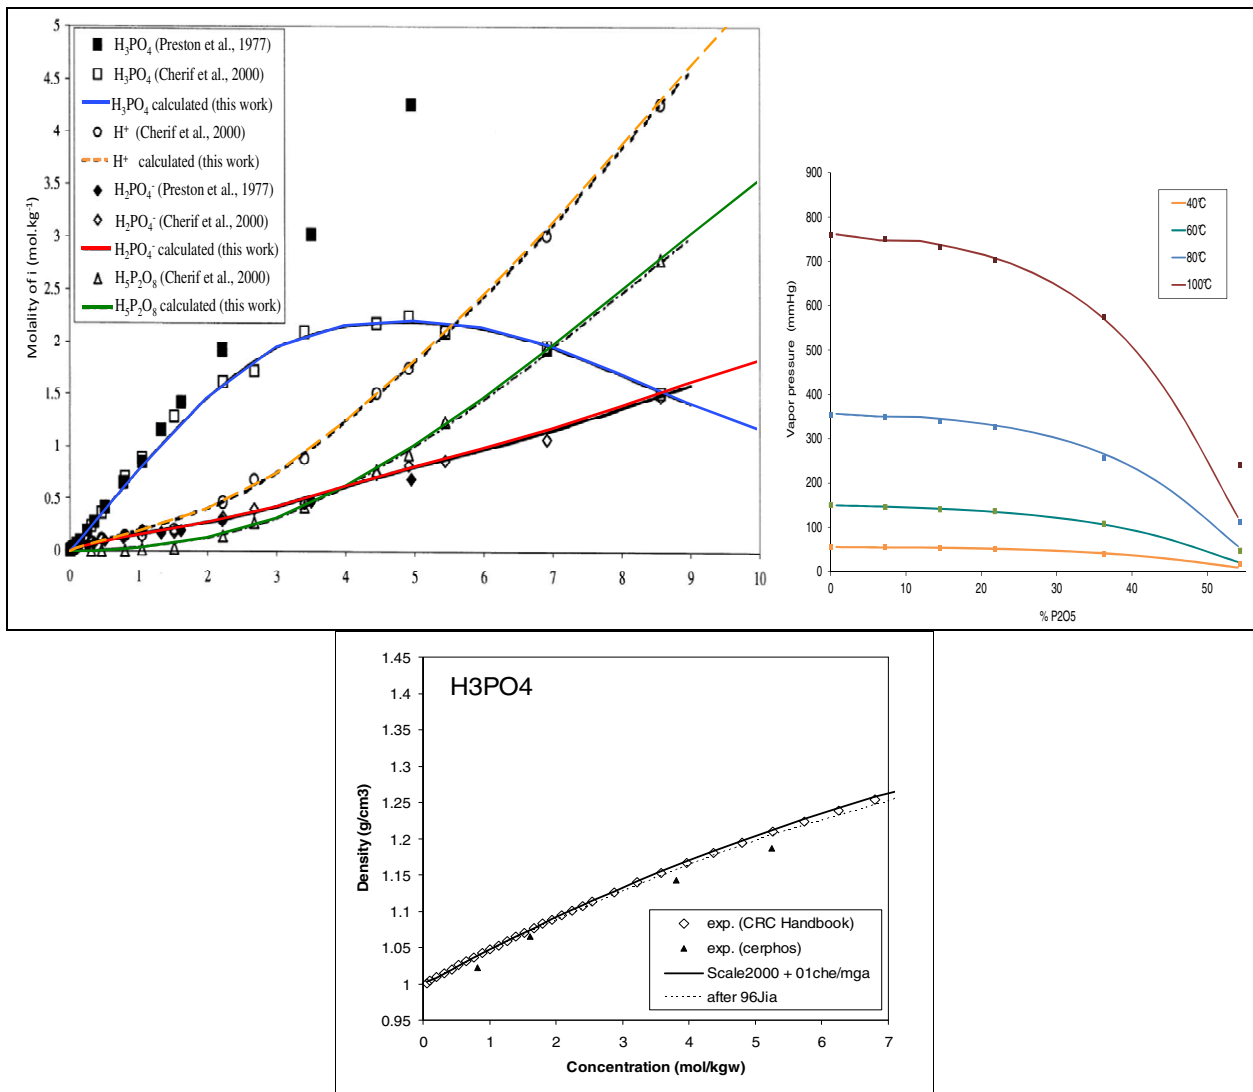 5
4.5
4
3.5
3
2.5
2
1.5
1
0.5
0
Molality of i (mol.kg⁻¹)
H₃PO₄ (Preston et al., 1977)
H₃PO₄ (Cherif et al., 2000)
H₃PO₄ calculated (this work)
H⁺ (Cherif et al., 2000)
H⁺ calculated (this work)
H₂PO₄⁻ (Preston et al., 1977)
H₂PO₄⁻ (Cherif et al., 2000)
H₂PO₄⁻ calculated (this work)
H₅P₂O₈ (Cherif et al., 2000)
H₅P₂O₈ calculated (this work)
0 1 2 3 4 5 6 7 8 9 10
900
800
700
600
500
400
300
200
100
0
Vapor pressure (mmHg)
40°C
60°C
80°C
100°C
0 10 20 30 40 50
% P2O5
1.45
1.4
1.35
1.3
1.25
1.2
1.15
1.1
1.05
1
0.95
Density (g/cm3)
H3PO4
exp. (CRC Handbook)
exp. (cerphos)
Scale2000 + 01che/mga
after 96Jia
0 1 2 3 4 5 6 7
Concentration (mol/kgw)